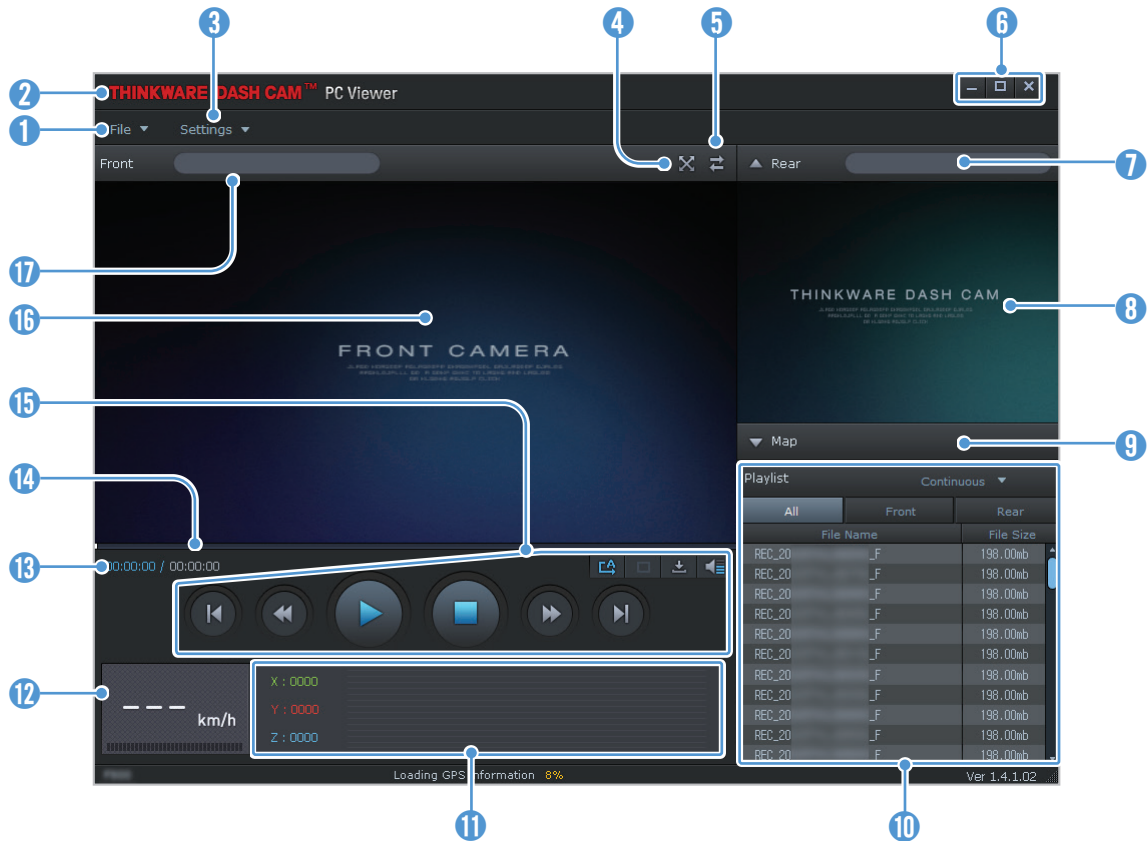 3
4
5
6
2
THINKWARE DASH CAM™ PC Viewer
1
File
Settings
Front
Rear
7
17
16
THINKWARE DASH CAM
8
FRONT CAMERA
15
Map
9
14
Playlist
Continuous
All
Front
Rear
File Name
File Size
13
00:00:00 / 00:00:00
REC_20 _F 198.00mb
REC_20 _F 198.00mb
REC_20 _F 198.00mb
REC_20 _F 198.00mb
REC_20 _F 198.00mb
REC_20 _F 198.00mb
REC_20 _F 198.00mb
REC_20 _F 198.00mb
REC_20 _F 198.00mb
REC_20 _F 198.00mb
REC_20 _F 198.00mb
12
--- km/h
X : 0000
Y : 0000
Z : 0000
Loading GPS information 8%
Ver 1.4.1.02
11
10